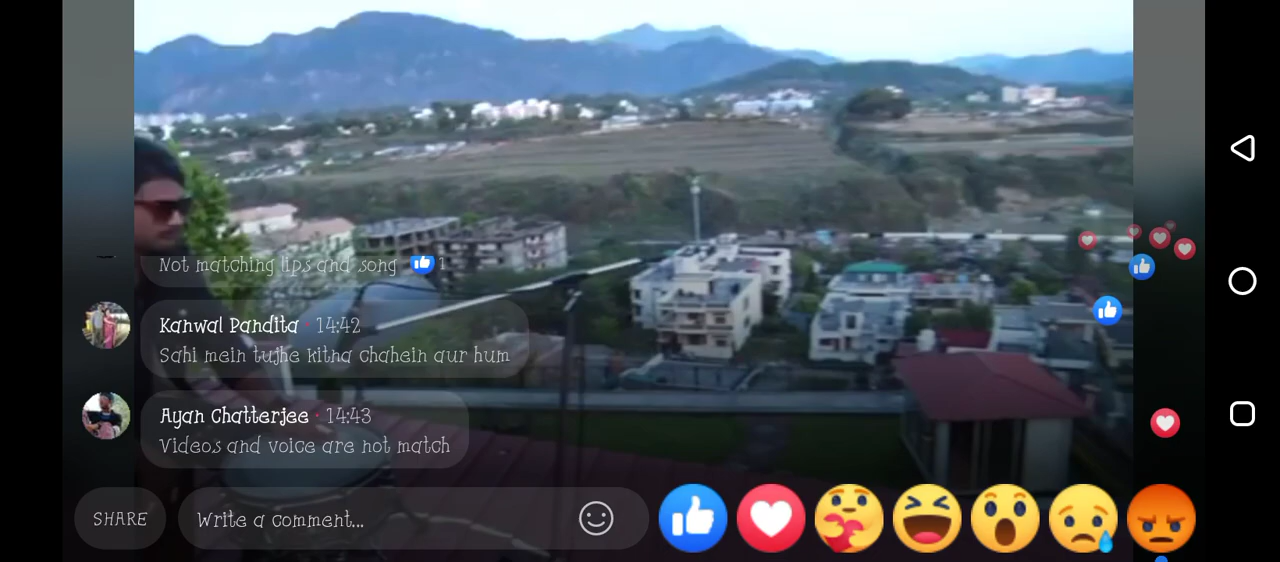 Not matching lips and song 1
Kanwal Pandita · 14:42
Sahi mein tujhe kitna chahein aur hum
Ayan Chatterjee · 14:43
Videos and voice are not match
SHARE
Write a comment...